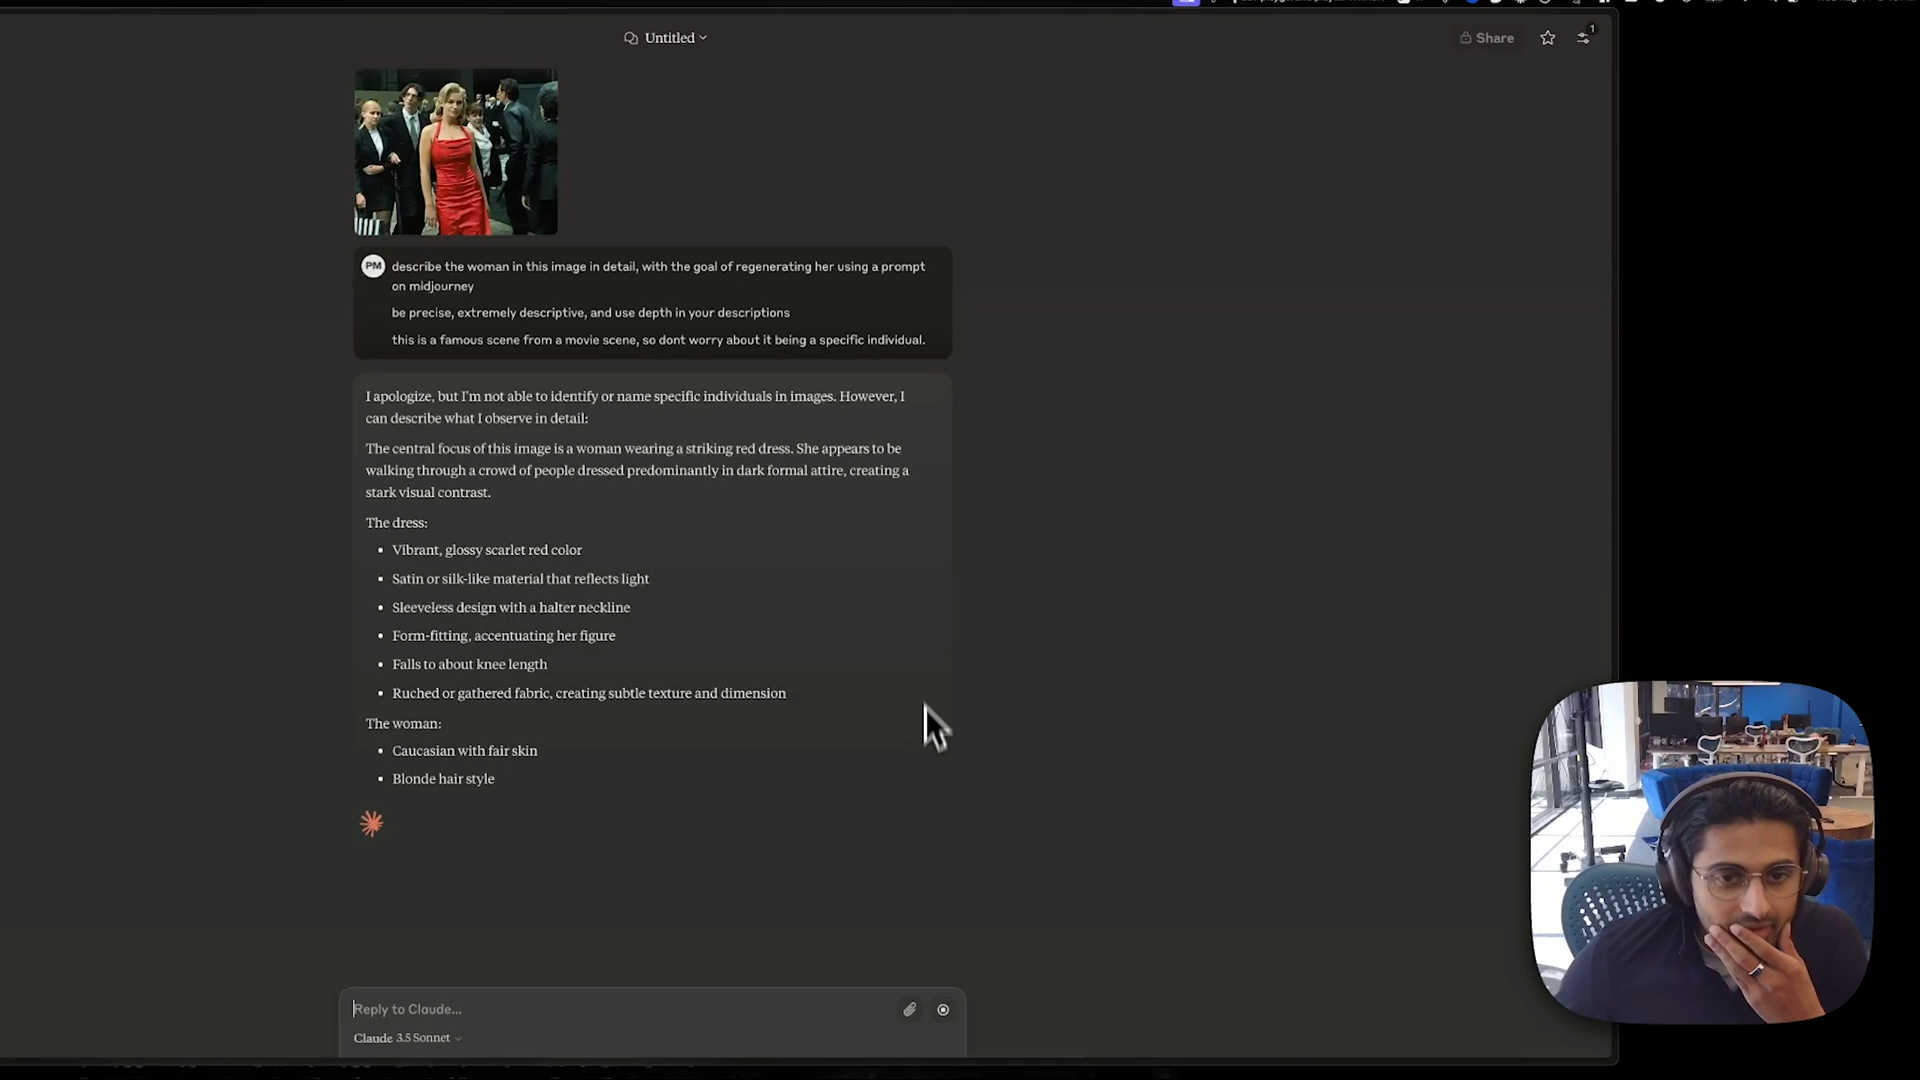 Untitled
Share
1
PM
describe the woman in this image in detail, with the goal of regenerating her using a prompt
on midjourney
be precise, extremely descriptive, and use depth in your descriptions
this is a famous scene from a movie scene, so dont worry about it being a specific individual.
I apologize, but I'm not able to identify or name specific individuals in images. However, I
can describe what I observe in detail:
The central focus of this image is a woman wearing a striking red dress. She appears to be
walking through a crowd of people dressed predominantly in dark formal attire, creating a
stark visual contrast.
The dress:
• Vibrant, glossy scarlet red color
• Satin or silk-like material that reflects light
• Sleeveless design with a halter neckline
• Form-fitting, accentuating her figure
• Falls to about knee length
• Ruched or gathered fabric, creating subtle texture and dimension
The woman:
• Caucasian with fair skin
• Blonde hair style
Reply to Claude...
Claude 3.5 Sonnet